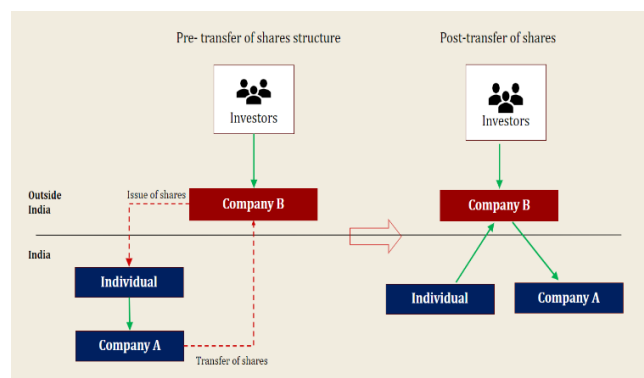 Pre- transfer of shares structure
Post-transfer of shares
Investors
Investors
Issue of shares
Outside
India
Company B
Company B
India
Individual
Individual
Company A
Company A
Transfer of shares